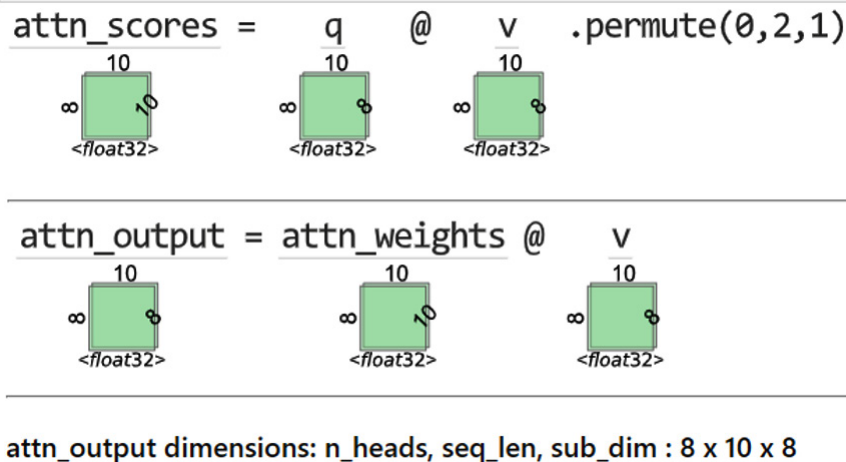 attn_scores = q @ v .permute(0,2,1)
10 10 10
8 10 8 8 8 8
<float32> <float32> <float32>
attn_output = attn_weights @ v
10 10 10
8 8 8 10 8 8
<float32> <float32> <float32>
attn_output dimensions: n_heads, seq_len, sub_dim : 8 x 10 x 8